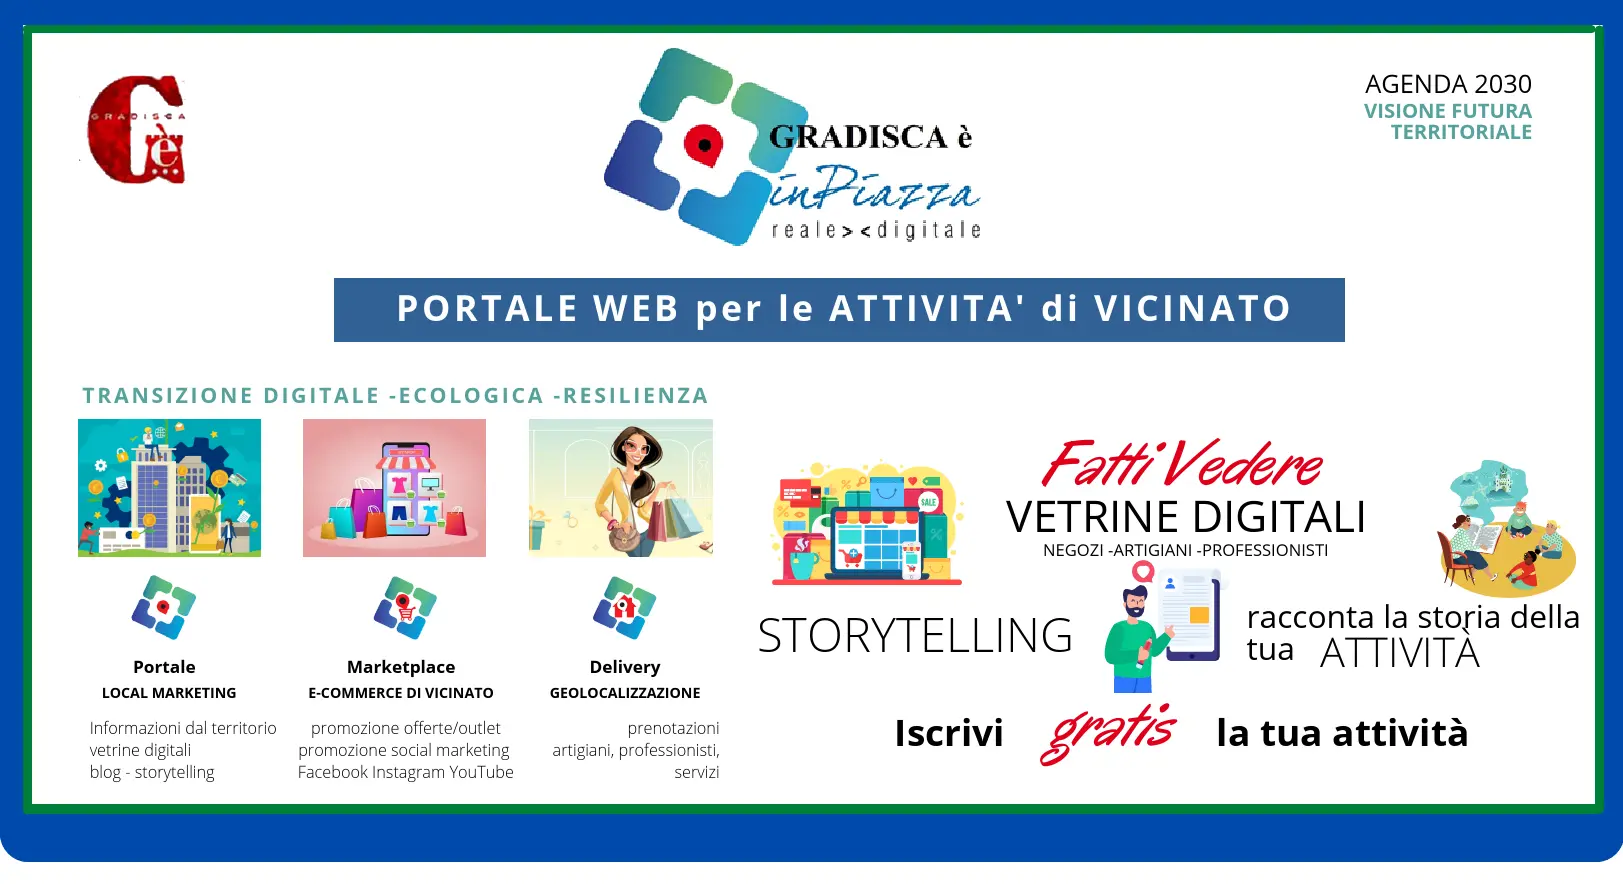 GRADISCA
è
GRADISCA è
inPiazza
reale><digitale
AGENDA 2030
VISIONE FUTURA
TERRITORIALE
PORTALE WEB per le ATTIVITA' di VICINATO
TRANSIZIONE DIGITALE -ECOLOGICA -RESILIENZA
Portale
LOCAL MARKETING
Informazioni dal territorio
vetrine digitali
blog - storytelling
Marketplace
E-COMMERCE DI VICINATO
promozione offerte/outlet
promozione social marketing
Facebook Instagram YouTube
Delivery
GEOLOCALIZZAZIONE
prenotazioni
artigiani, professionisti,
servizi
SALE
Fatti Vedere
VETRINE DIGITALI
NEGOZI -ARTIGIANI -PROFESSIONISTI
STORYTELLING
racconta la storia della
tua ATTIVITÀ
Iscrivi gratis la tua attività